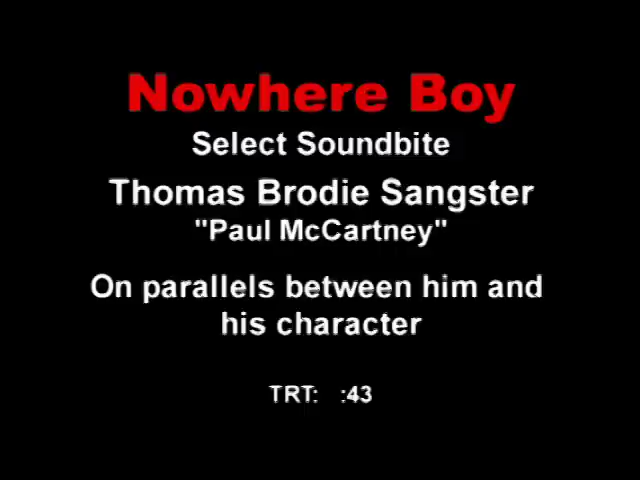 Nowhere Boy
Select Soundbite
Thomas Brodie Sangster
"Paul McCartney"
On parallels between him and
his character
TRT: :43